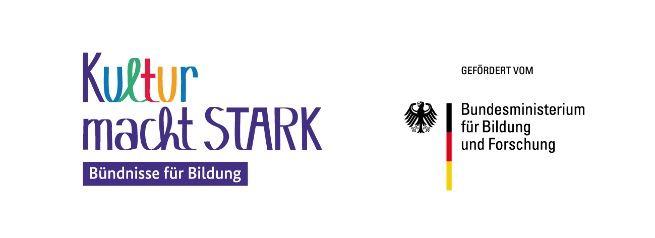 Kultur
macht STARK
Bündnisse für Bildung
GEFÖRDERT VOM
Bundesministerium
für Bildung
und Forschung